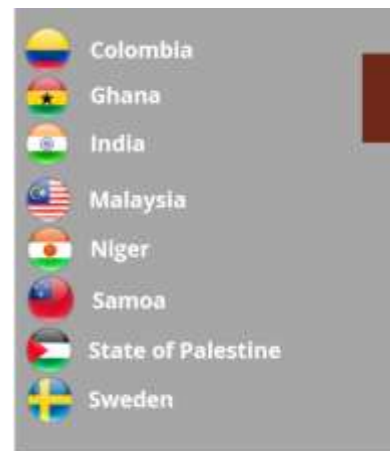 Colombia
Ghana
India
Malaysia
Niger
Samoa
State of Palestine
Sweden